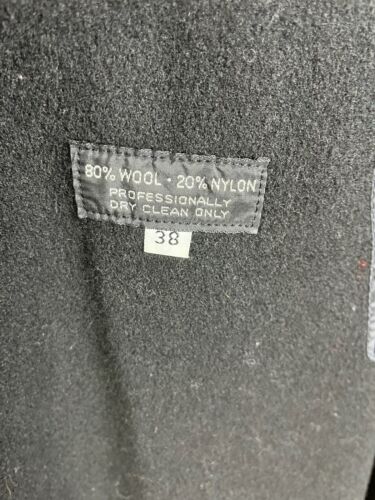 80% WOOL · 20% NYLON
PROFESSIONALLY
DRY CLEAN ONLY
38